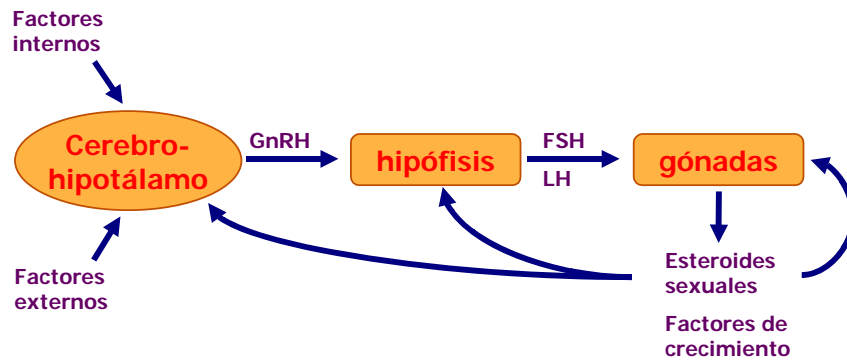 Factores
internos
Cerebro-
hipotálamo
GnRH
hipófisis
FSH
LH
gónadas
Factores
externos
Esteroides
sexuales
Factores de
crecimiento